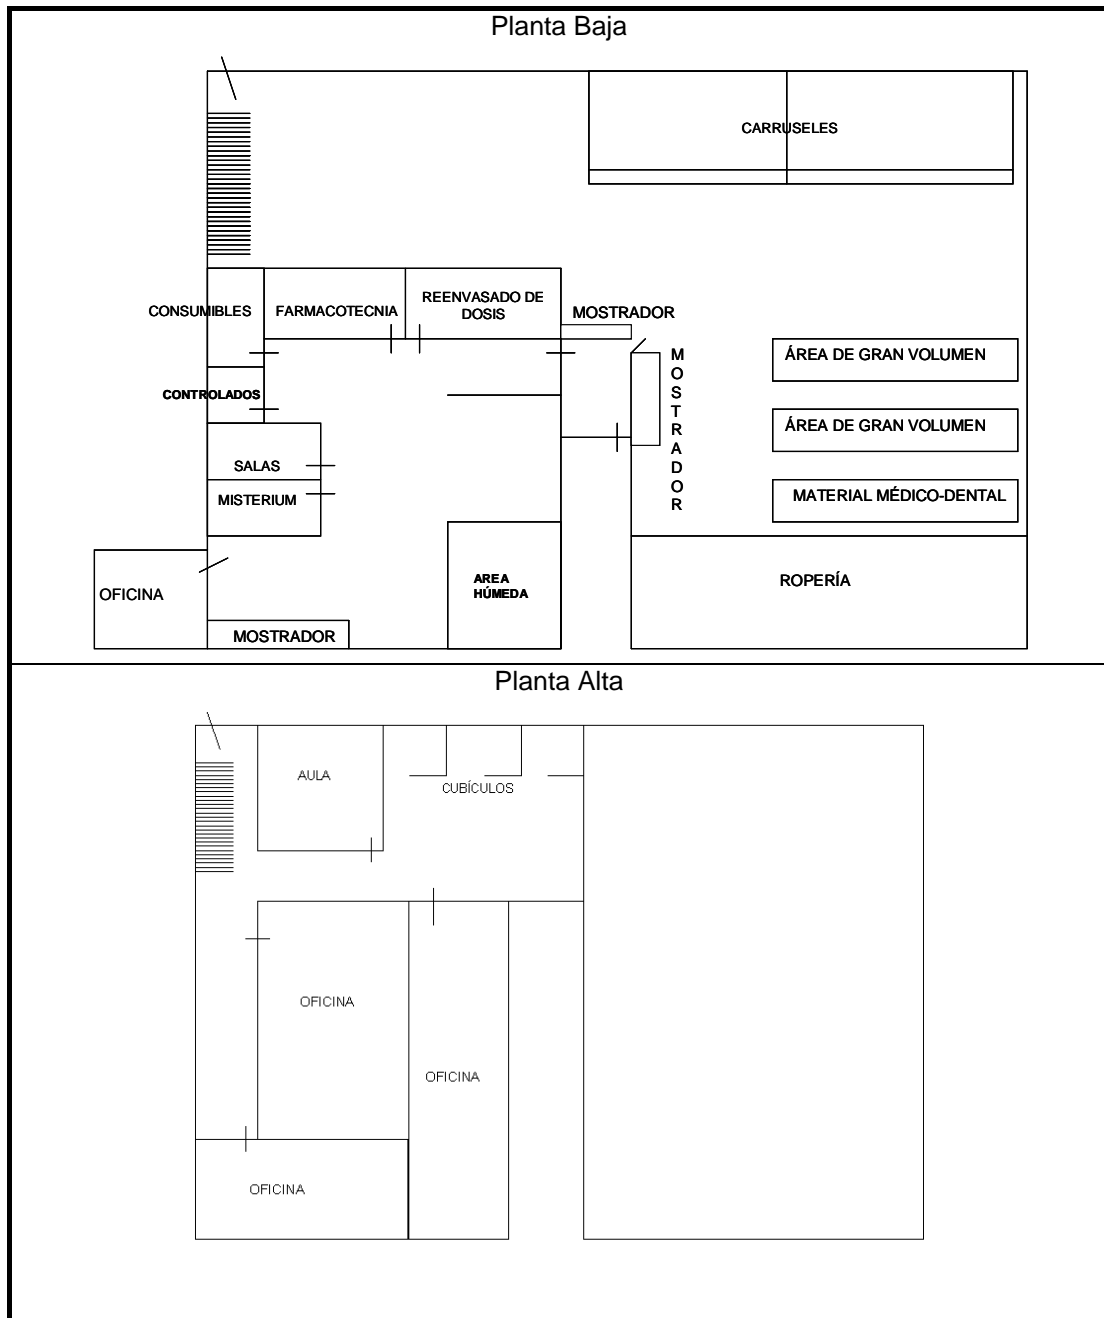 Planta Baja
CARRUSELES
CONSUMIBLES
FARMACOTECNIA
REENVASADO DE
DOSIS
MOSTRADOR
MOSTRADOR
ÁREA DE GRAN VOLUMEN
CONTROLADOS
ÁREA DE GRAN VOLUMEN
SALAS
MISTERIUM
MATERIAL MÉDICO-DENTAL
OFICINA
AREA
HÚMEDA
ROPERÍA
MOSTRADOR
Planta Alta
AULA
CUBÍCULOS
OFICINA
OFICINA
OFICINA